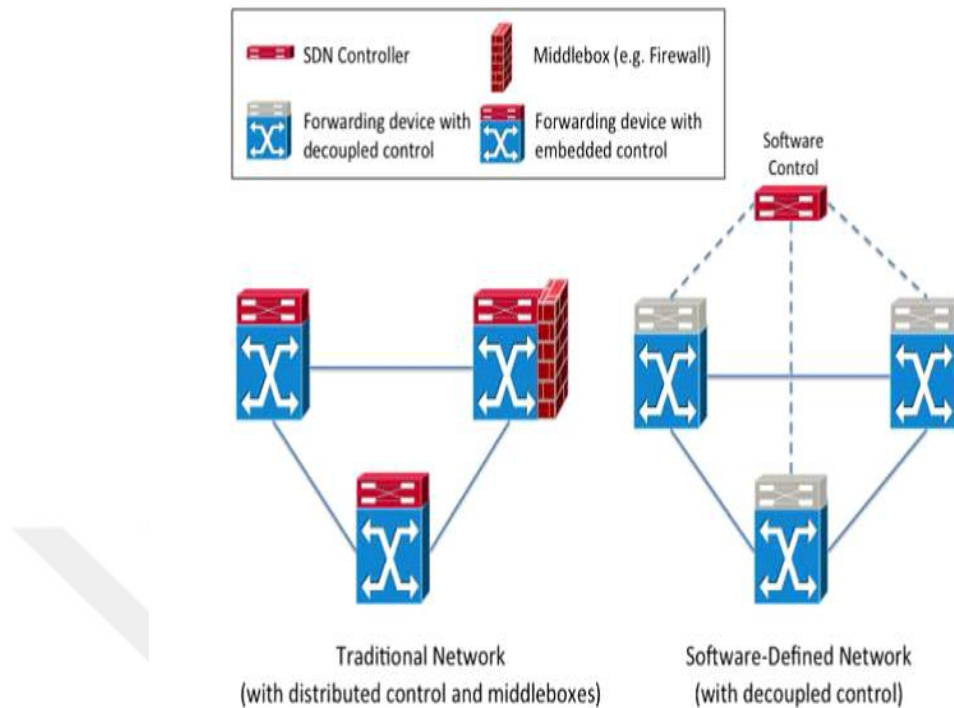 SDN Controller
Middlebox (e.g. Firewall)
Forwarding device with
decoupled control
Forwarding device with
embedded control
Software
Control
Traditional Network
(with distributed control and middleboxes)
Software-Defined Network
(with decoupled control)